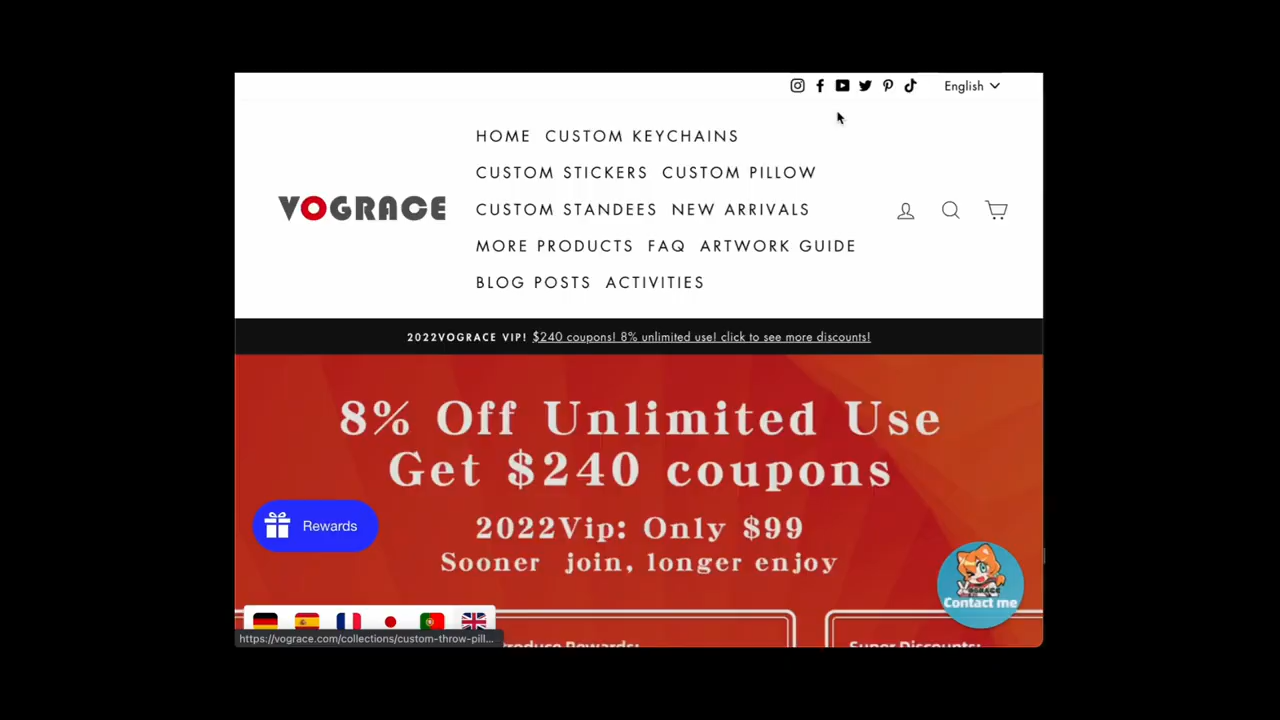 English
HOME CUSTOM KEYCHAINS
CUSTOM STICKERS CUSTOM PILLOW
VOGRACE
CUSTOM STANDEES NEW ARRIVALS
MORE PRODUCTS FAQ ARTWORK GUIDE
BLOG POSTS ACTIVITIES
2022VOGRACE VIP! $240 coupons! 8% unlimited use! click to see more discounts!
8% Off Unlimited Use
Get $240 coupons
2022Vip: Only $99
Sooner join, longer enjoy
Rewards
VOGRACE
Contact me
https://vograce.com/collections/custom-throw-pill...
Super Discounts: